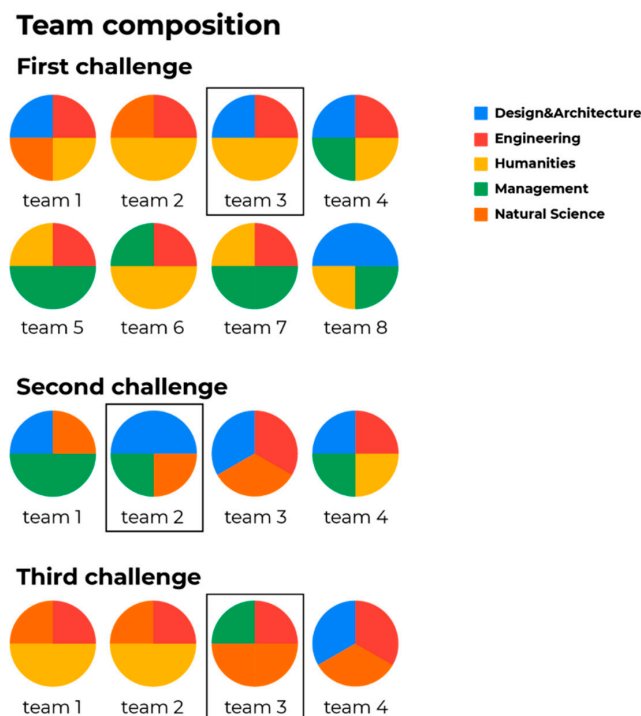 Team composition
First challenge
Design&Architecture
Engineering
Humanities
Management
Natural Science
team 1 team 2 team 3 team 4
team 5 team 6 team 7 team 8
Second challenge
team 1 team 2 team 3 team 4
Third challenge
team 1 team 2 team 3 team 4